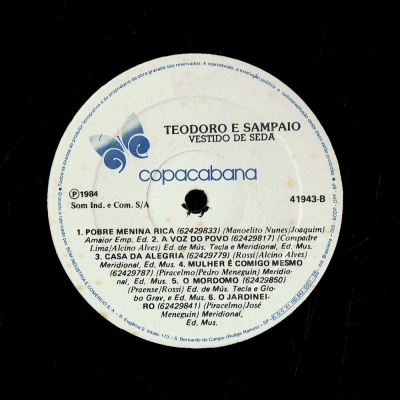 TEODORO E SAMPAIO
VESTIDO DE SEDA
copacabana
Ⓟ1984
Som Ind. e Com. S/A
41943-B
1. POBRE MENINA RICA (62429833) (Manoelito Nunes/Joaquim)
Amaior Emp, Ed. 2. A VOZ DO POVO (62429817) (Compadre
Lima/Alcino Alves) Ed. de Mús. Tecla e Meridional
3. CASA DA ALEGRIA (62429779) (Rossi/Alcino Alves)
Meridional, Ed. Mus. 4. MULHER É COMIGO MESMO
(62429787) (Piracelmo/Pedro Meneguin) Meridio-
nal, Ed. Mus. 5. O MORDOMO (62429850)
(Praense/Rossi) Ed. de Mús. Tecla e Glo-
bo Grav, e Ed. Mus. 6. O JARDINEI-
RO (62429841) (Piracelmo/José
Meneguin) Meridional,
Ed, Mus.